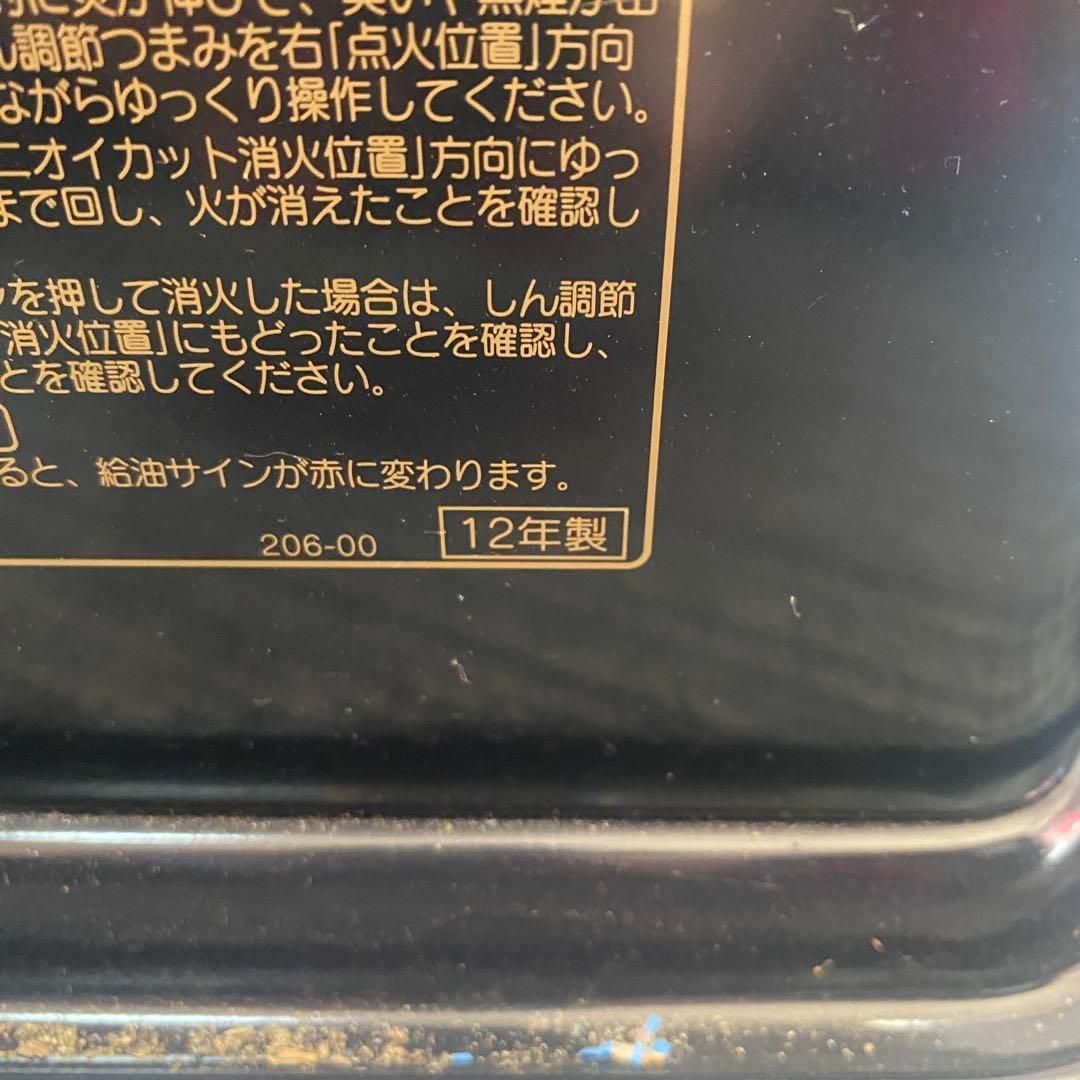 ん調節つまみを右「点火位置」方向
ながらゆっくり操作してください。
ニオイカット消火位置」方向にゆっ
まで回し、火が消えたことを確認し
を押して消火した場合は、しん調節
消火位置」にもどったことを確認し、
とを確認してください。
ると、給油サインが赤に変わります。
206-00
12年製